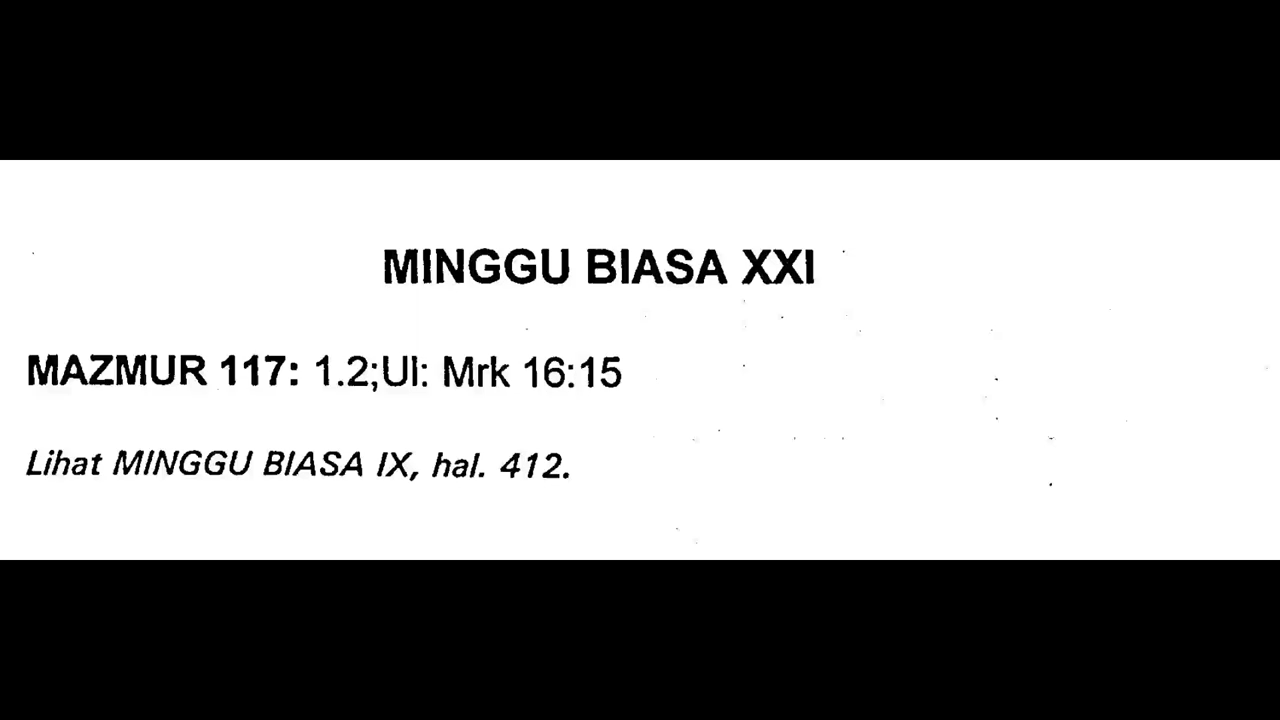 MINGGU BIASA XXI
MAZMUR 117: 1.2;Ul: Mrk 16:15
Lihat MINGGU BIASA IX, hal. 412.